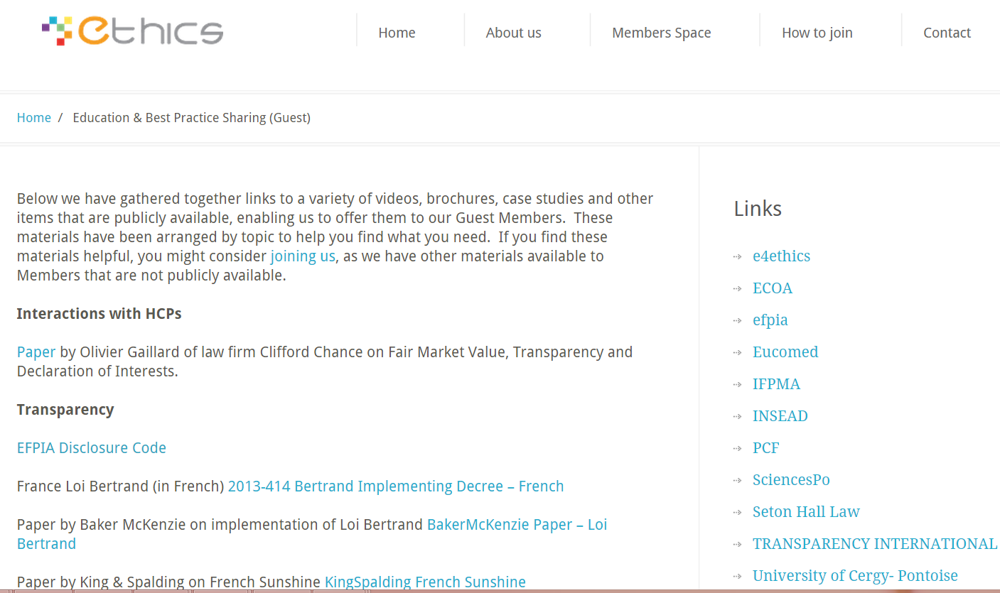 ethics
Home
About us
Members Space
How to join
Contact
Home / Education & Best Practice Sharing (Guest)
Below we have gathered together links to a variety of videos, brochures, case studies and other
items that are publicly available, enabling us to offer them to our Guest Members. These
materials have been arranged by topic to help you find what you need. If you find these
materials helpful, you might consider joining us, as we have other materials available to
Members that are not publicly available.
Interactions with HCPs
Paper by Olivier Gaillard of law firm Clifford Chance on Fair Market Value, Transparency and
Declaration of Interests.
Transparency
EFPIA Disclosure Code
France Loi Bertrand (in French) 2013-414 Bertrand Implementing Decree – French
Paper by Baker McKenzie on implementation of Loi Bertrand BakerMcKenzie Paper – Loi
Bertrand
Paper by King & Spalding on French Sunshine KingSpalding French Sunshine
Links
e4ethics
ECOA
efpia
Eucomed
IFPMA
INSEAD
PCF
SciencesPo
Seton Hall Law
TRANSPARENCY INTERNATIONAL
University of Cergy- Pontoise